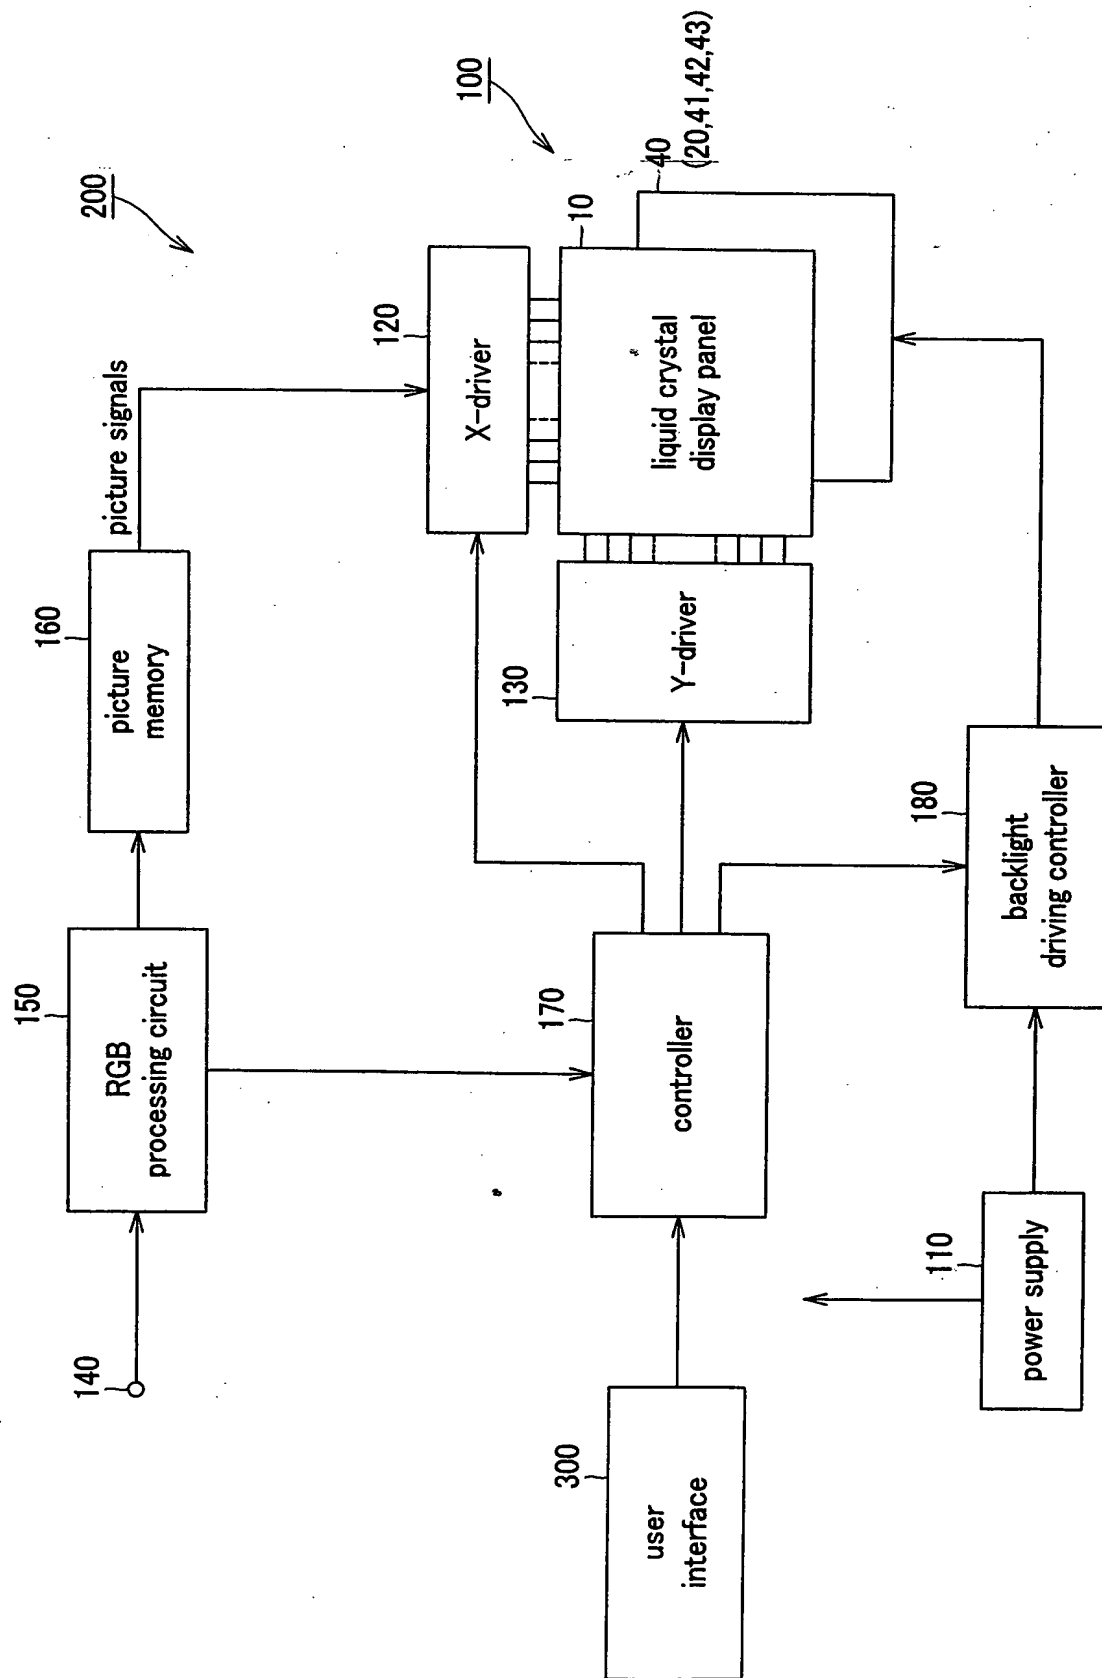 200
100
40
(20,41,42,43)
10
120
X-driver
liquid crystal
display panel
picture signals
160
picture
memory
130
Y-driver
150
RGB
processing circuit
170
controller
180
backlight
driving controller
140
300
user
interface
110
power supply